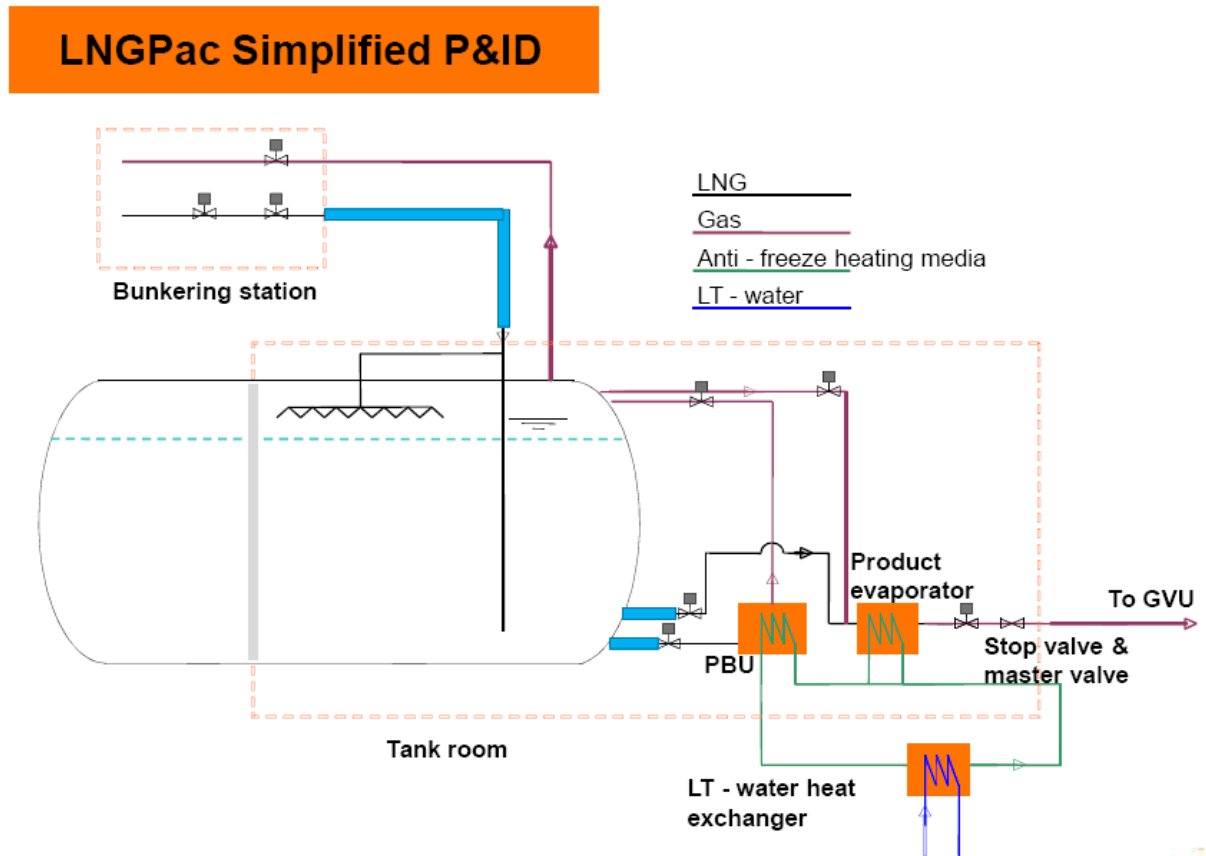 LNGPac Simplified P&ID
LNG
Gas
Anti - freeze heating media
LT - water
Bunkering station
Product
evaporator
To GVU
Stop valve &
master valve
PBU
Tank room
LT - water heat
exchanger